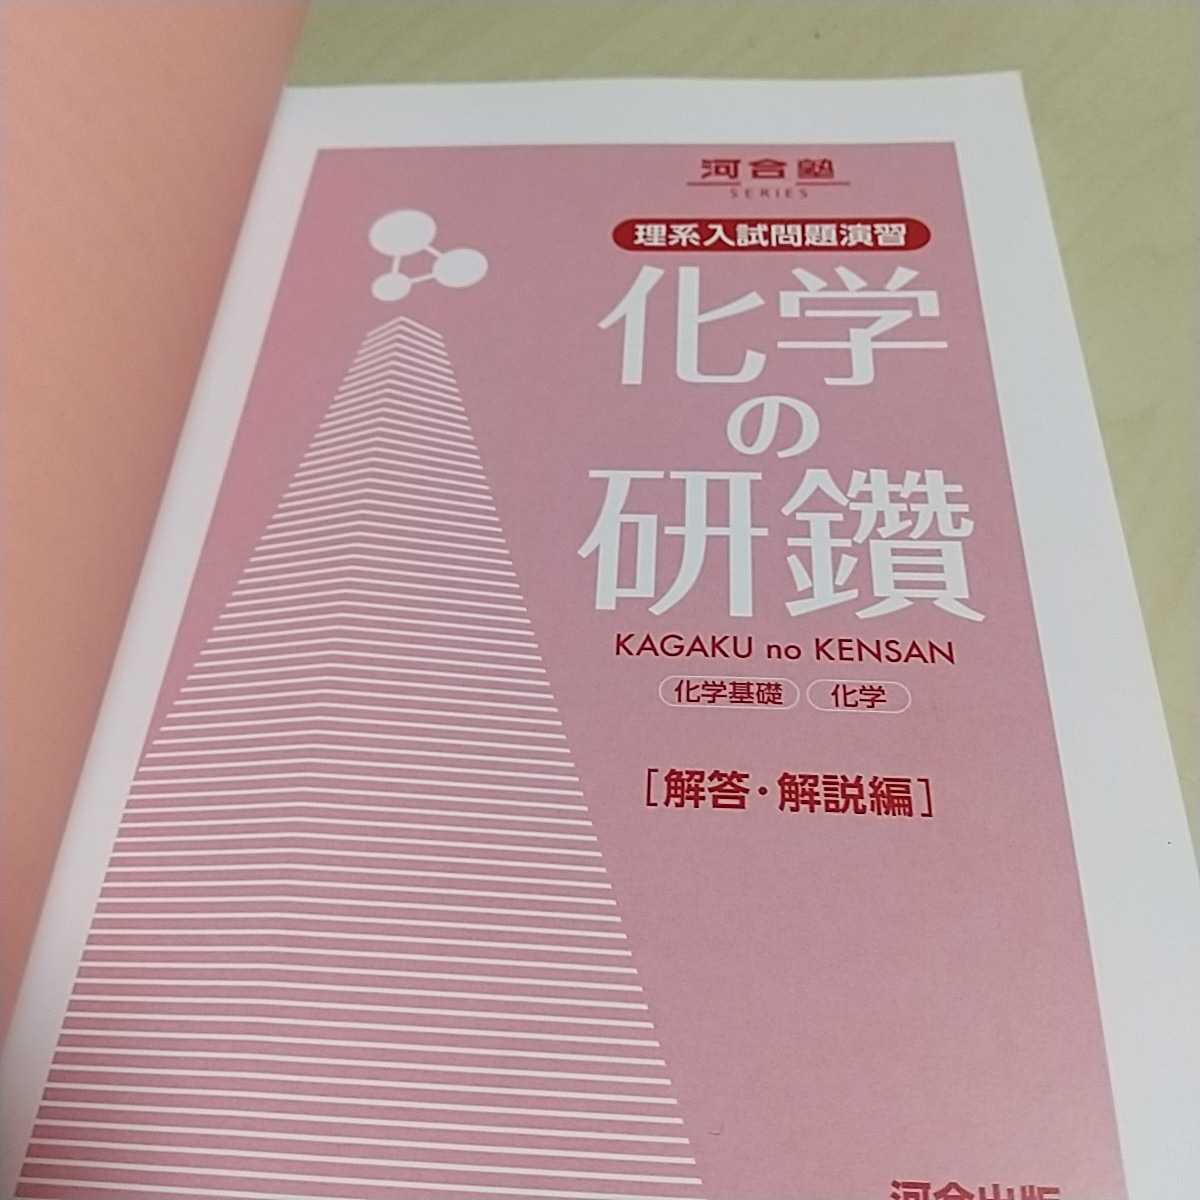 河合塾
SERIES
理系入試問題演習
化学
の
研鑽
KAGAKU no KENSAN
化学基礎 化学
[解答・解説編]
河合出版